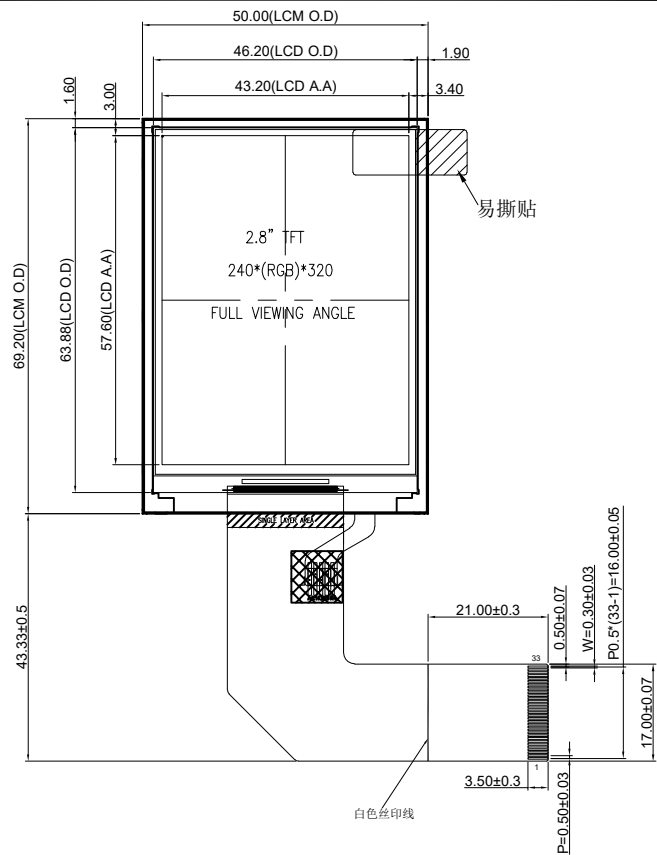 50.00(LCM O.D)
46.20(LCD O.D)
1.90
43.20(LCD A.A)
3.40
1.60
3.00
69.20(LCM O.D)
63.88(LCD O.D)
57.60(LCD A.A)
易撕贴
2.8" TFT
240*(RGB)*320
FULL VIEWING ANGLE
SINGLE LAYER AREA
43.33±0.5
21.00±0.3
0.50±0.07
W=0.30±0.03
P0.5*(33-1)=16.00±0.05
33
17.00±0.07
1
3.50±0.3
P=0.50±0.03
白色丝印线